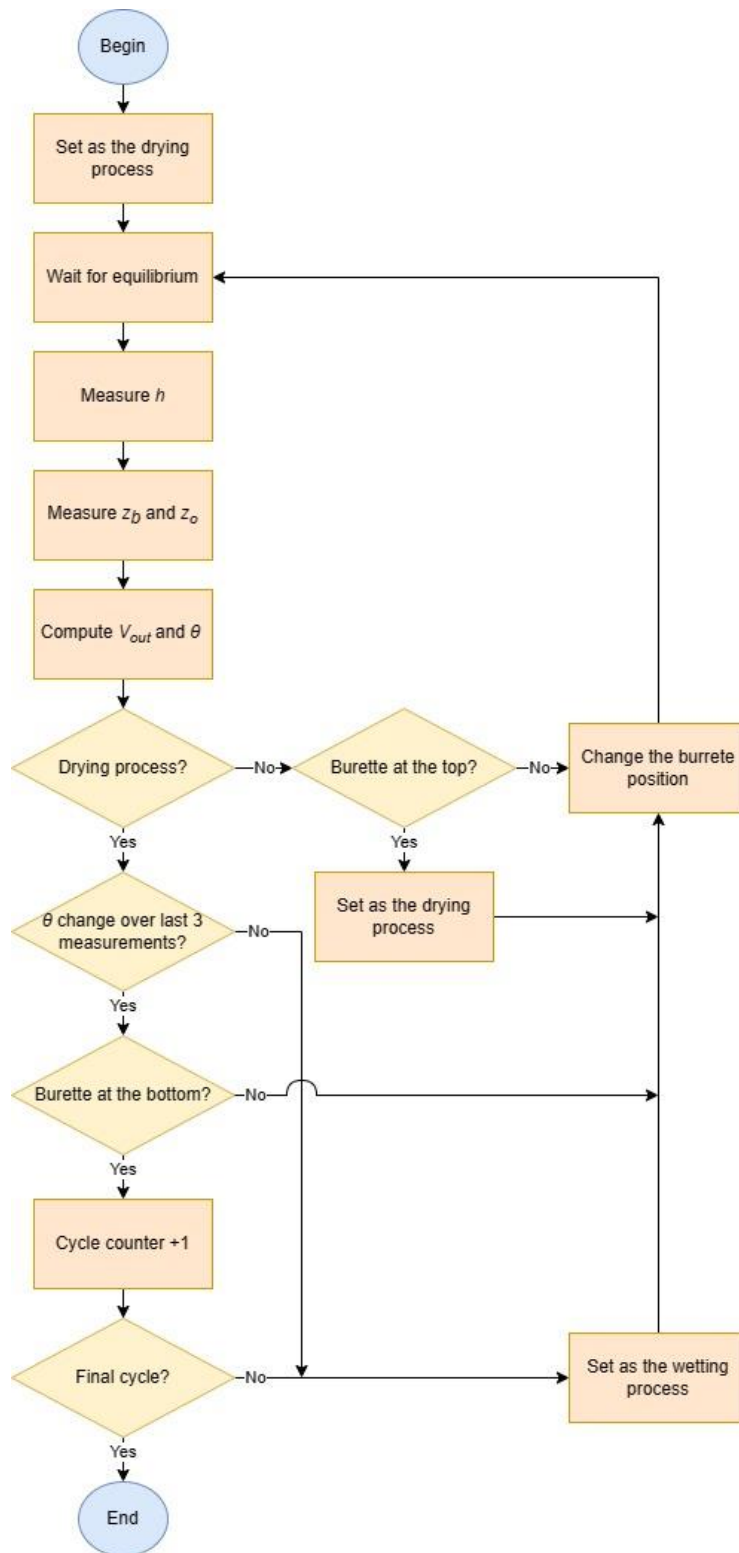 Begin
Set as the drying
process
Wait for equilibrium
Measure h
Measure z_b and z_o
Compute V_out and θ
Drying process?
No
Burette at the top?
No
Change the burrete
position
Yes
Yes
θ change over last 3
measurements?
No
Set as the drying
process
Yes
Burette at the bottom?
No
Yes
Cycle counter +1
Final cycle?
No
Set as the wetting
process
Yes
End